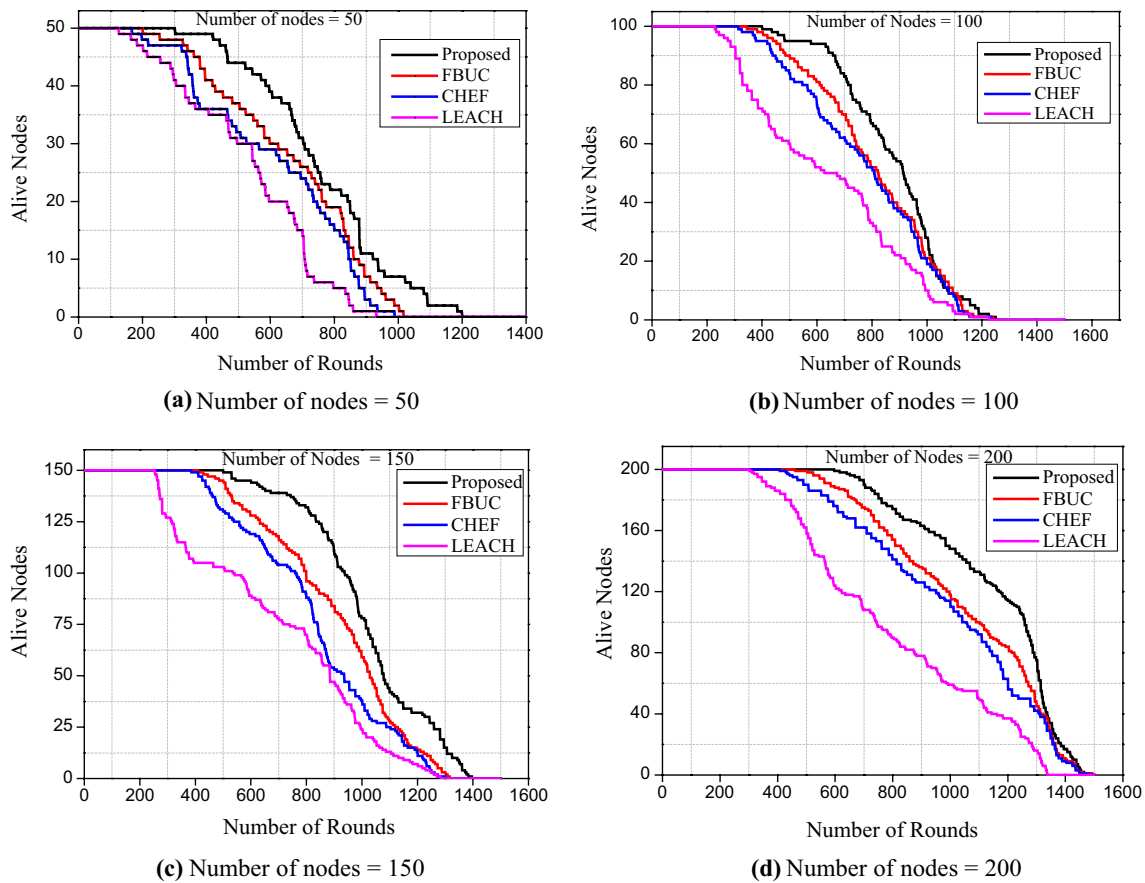 Number of nodes = 50
50
40
30
20
10
0
Alive Nodes
Proposed
FBUC
CHEF
LEACH
0 200 400 600 800 1000 1200 1400
Number of Rounds
(a) Number of nodes = 50
Number of Nodes = 100
100
80
60
40
20
0
Alive Nodes
Proposed
FBUC
CHEF
LEACH
0 200 400 600 800 1000 1200 1400 1600
Number of Rounds
(b) Number of nodes = 100
Number of Nodes = 150
150
125
100
75
50
25
0
Alive Nodes
Proposed
FBUC
CHEF
LEACH
0 200 400 600 800 1000 1200 1400 1600
Number of Rounds
(c) Number of nodes = 150
Number of Nodes = 200
200
160
120
80
40
0
Alive Nodes
Proposed
FBUC
CHEF
LEACH
0 200 400 600 800 1000 1200 1400 1600
Number of Rounds
(d) Number of nodes = 200